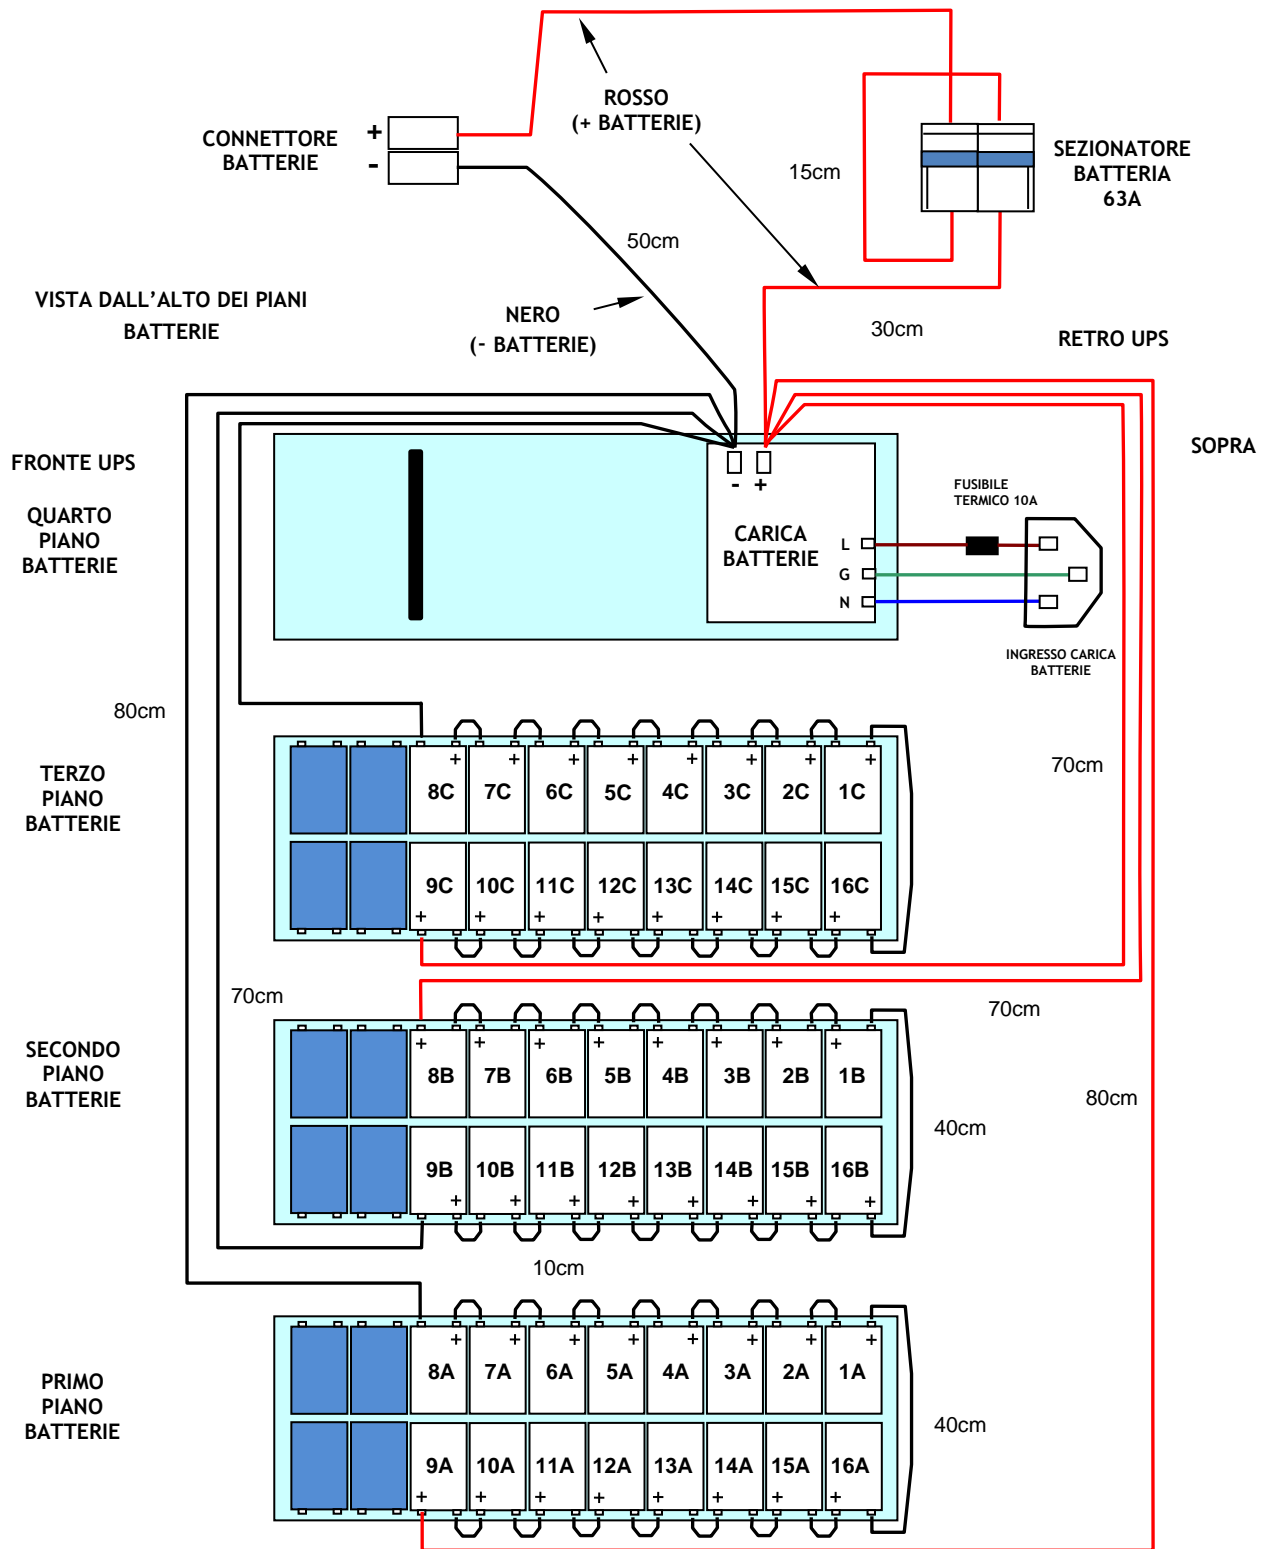 ROSSO
(+ BATTERIE)
CONNETTORE
BATTERIE
+
-
SEZIONATORE
BATTERIA
63A
15cm
50cm
VISTA DALL'ALTO DEI PIANI
BATTERIE
NERO
(- BATTERIE)
30cm
RETRO UPS
SOPRA
FRONTE UPS
QUARTO
PIANO
BATTERIE
- +
CARICA
BATTERIE
L
G
N
FUSIBILE
TERMICO 10A
INGRESSO CARICA
BATTERIE
80cm
70cm
TERZO
PIANO
BATTERIE
+ + + + + + + +
8C 7C 6C 5C 4C 3C 2C 1C
9C 10C 11C 12C 13C 14C 15C 16C
+ + + + + + + +
70cm
70cm
SECONDO
PIANO
BATTERIE
+ + + + + + + +
8B 7B 6B 5B 4B 3B 2B 1B
9B 10B 11B 12B 13B 14B 15B 16B
+ + + + + + + +
80cm
40cm
10cm
PRIMO
PIANO
BATTERIE
+ + + + + + + +
8A 7A 6A 5A 4A 3A 2A 1A
9A 10A 11A 12A 13A 14A 15A 16A
+ + + + + + + +
40cm